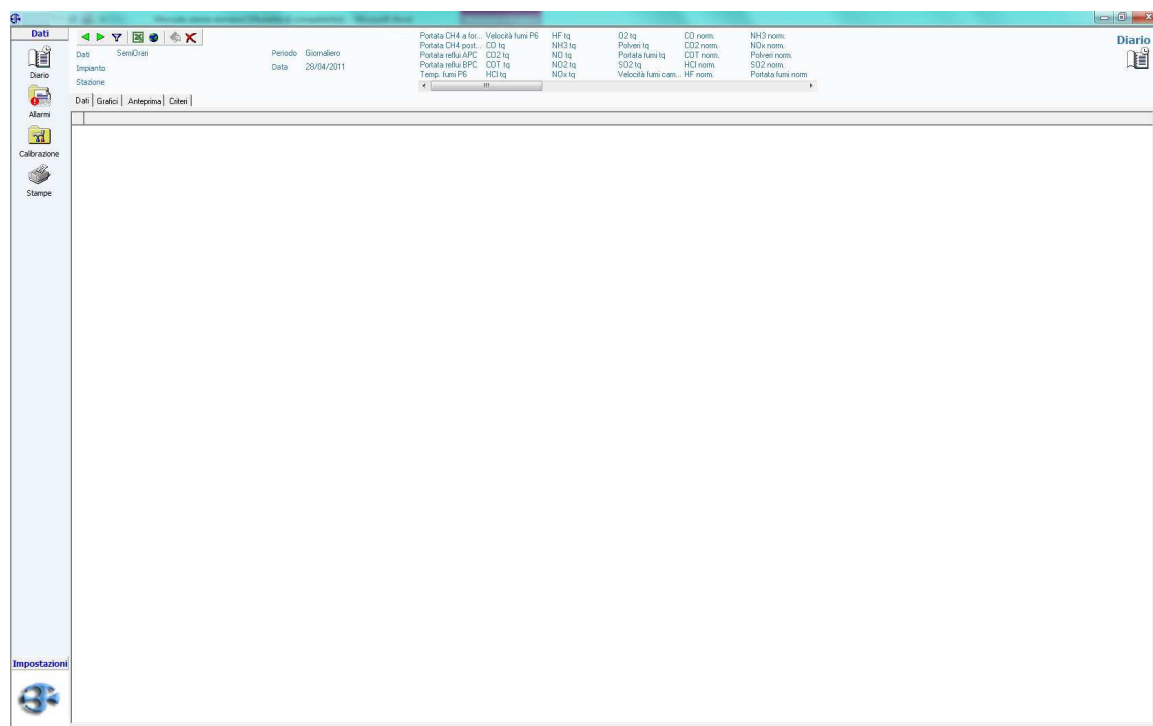 Dati
Diario
Allarmi
Calibrazione
Stampe
Impostazioni
Dati SemiOrari
Impianto
Stazione
Periodo Giornaliero
Data 28/04/2011
Portata CH4 a for... Velocità fumi P6 HF tq O2 tq CO norm. NH3 norm.
Portata CH4 post... CO tq NH3 tq Polveri tq CO2 norm. NOx norm.
Portata reflui APC CO2 tq NO tq Portata fumi tq COT norm. Polveri norm.
Portata reflui BPC COT tq NO2 tq SO2 tq HCl norm. SO2 norm.
Temp. fumi P6 HCl tq NOx tq Velocità fumi cam... HF norm. Portata fumi norm
Diario
Dati Grafici Anteprima Criteri